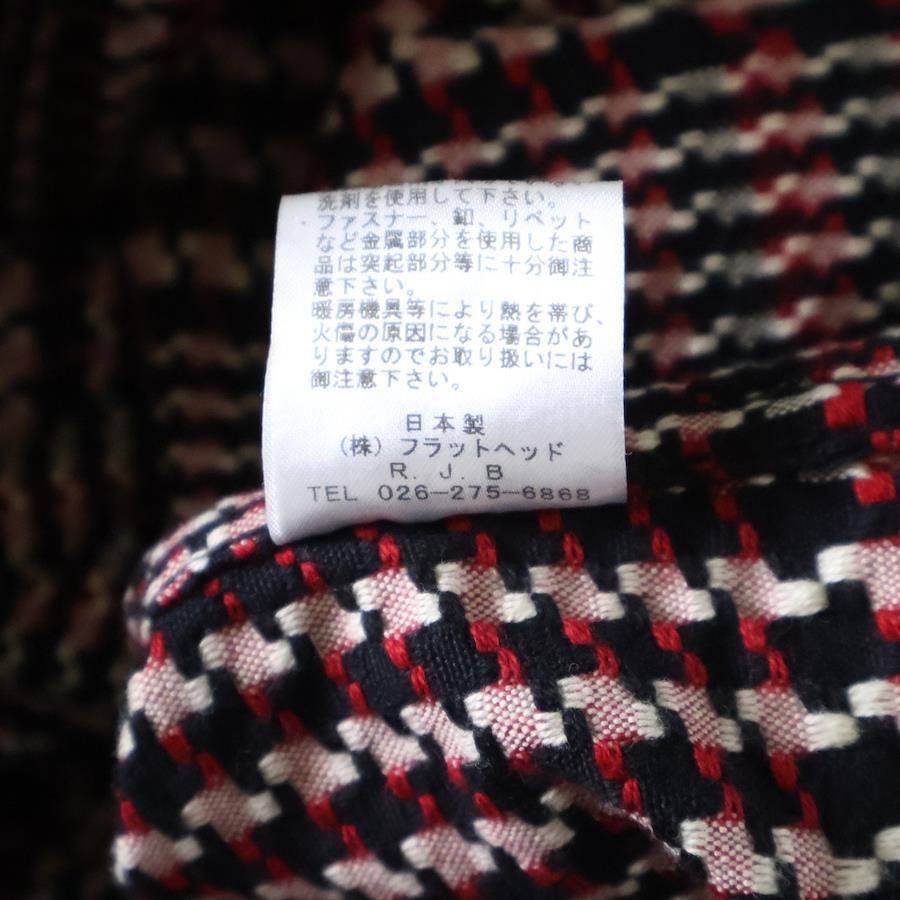 洗剤を使用して下さい。
ファスナー、釦、リベット
など金属部分を使用した商
品は突起部分等に十分御注
意下さい。
暖房機具等により熱を帯び、
火傷の原因になる場合があ
りますのでお取り扱いには
御注意下さい。
日本製
（株）フラットヘッド
R. J. B
TEL 026-275-6868